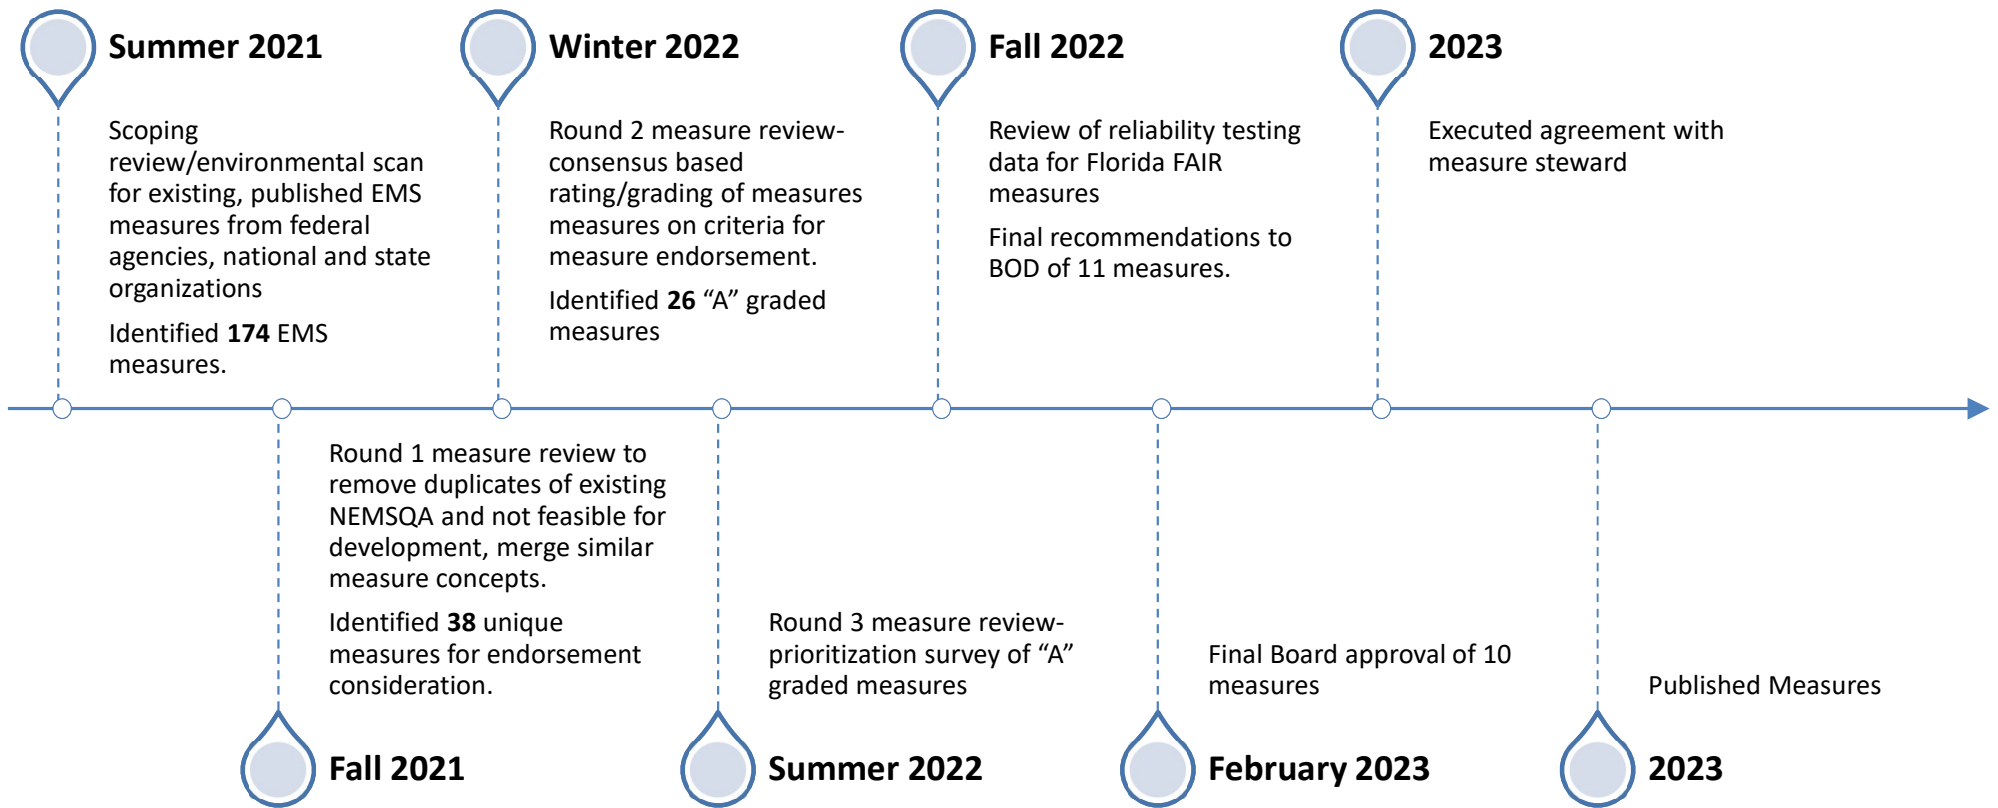 Summer 2021
Scoping
review/environmental scan
for existing, published EMS
measures from federal
agencies, national and state
organizations
Identified 174 EMS
measures.
Winter 2022
Round 2 measure review-
consensus based
rating/grading of measures
measures on criteria for
measure endorsement.
Identified 26 “A” graded
measures
Fall 2022
Review of reliability testing
data for Florida FAIR
measures
Final recommendations to
BOD of 11 measures.
2023
Executed agreement with
measure steward
Round 1 measure review to
remove duplicates of existing
NEMSQA and not feasible for
development, merge similar
measure concepts.
Identified 38 unique
measures for endorsement
consideration.
Fall 2021
Round 3 measure review-
prioritization survey of “A”
graded measures
Summer 2022
Final Board approval of 10
measures
February 2023
Published Measures
2023